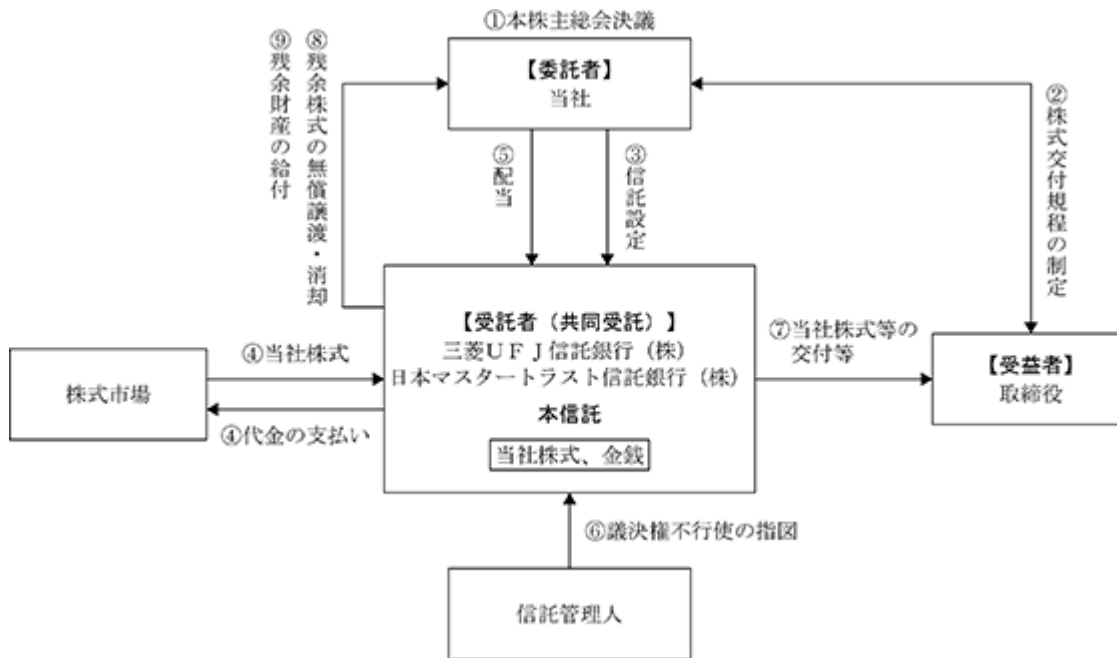 ①本株主総会決議
【委託者】
当社
②株式交付規程の制定
⑧残余株式の無償譲渡・消却
⑨残余財産の給付
⑤配当
③信託設定
【受託者（共同受託）】
三菱ＵＦＪ信託銀行（株）
日本マスタートラスト信託銀行（株）
本信託
当社株式、金銭
④当社株式
④代金の支払い
株式市場
⑦当社株式等の
交付等
【受益者】
取締役
⑥議決権不行使の指図
信託管理人